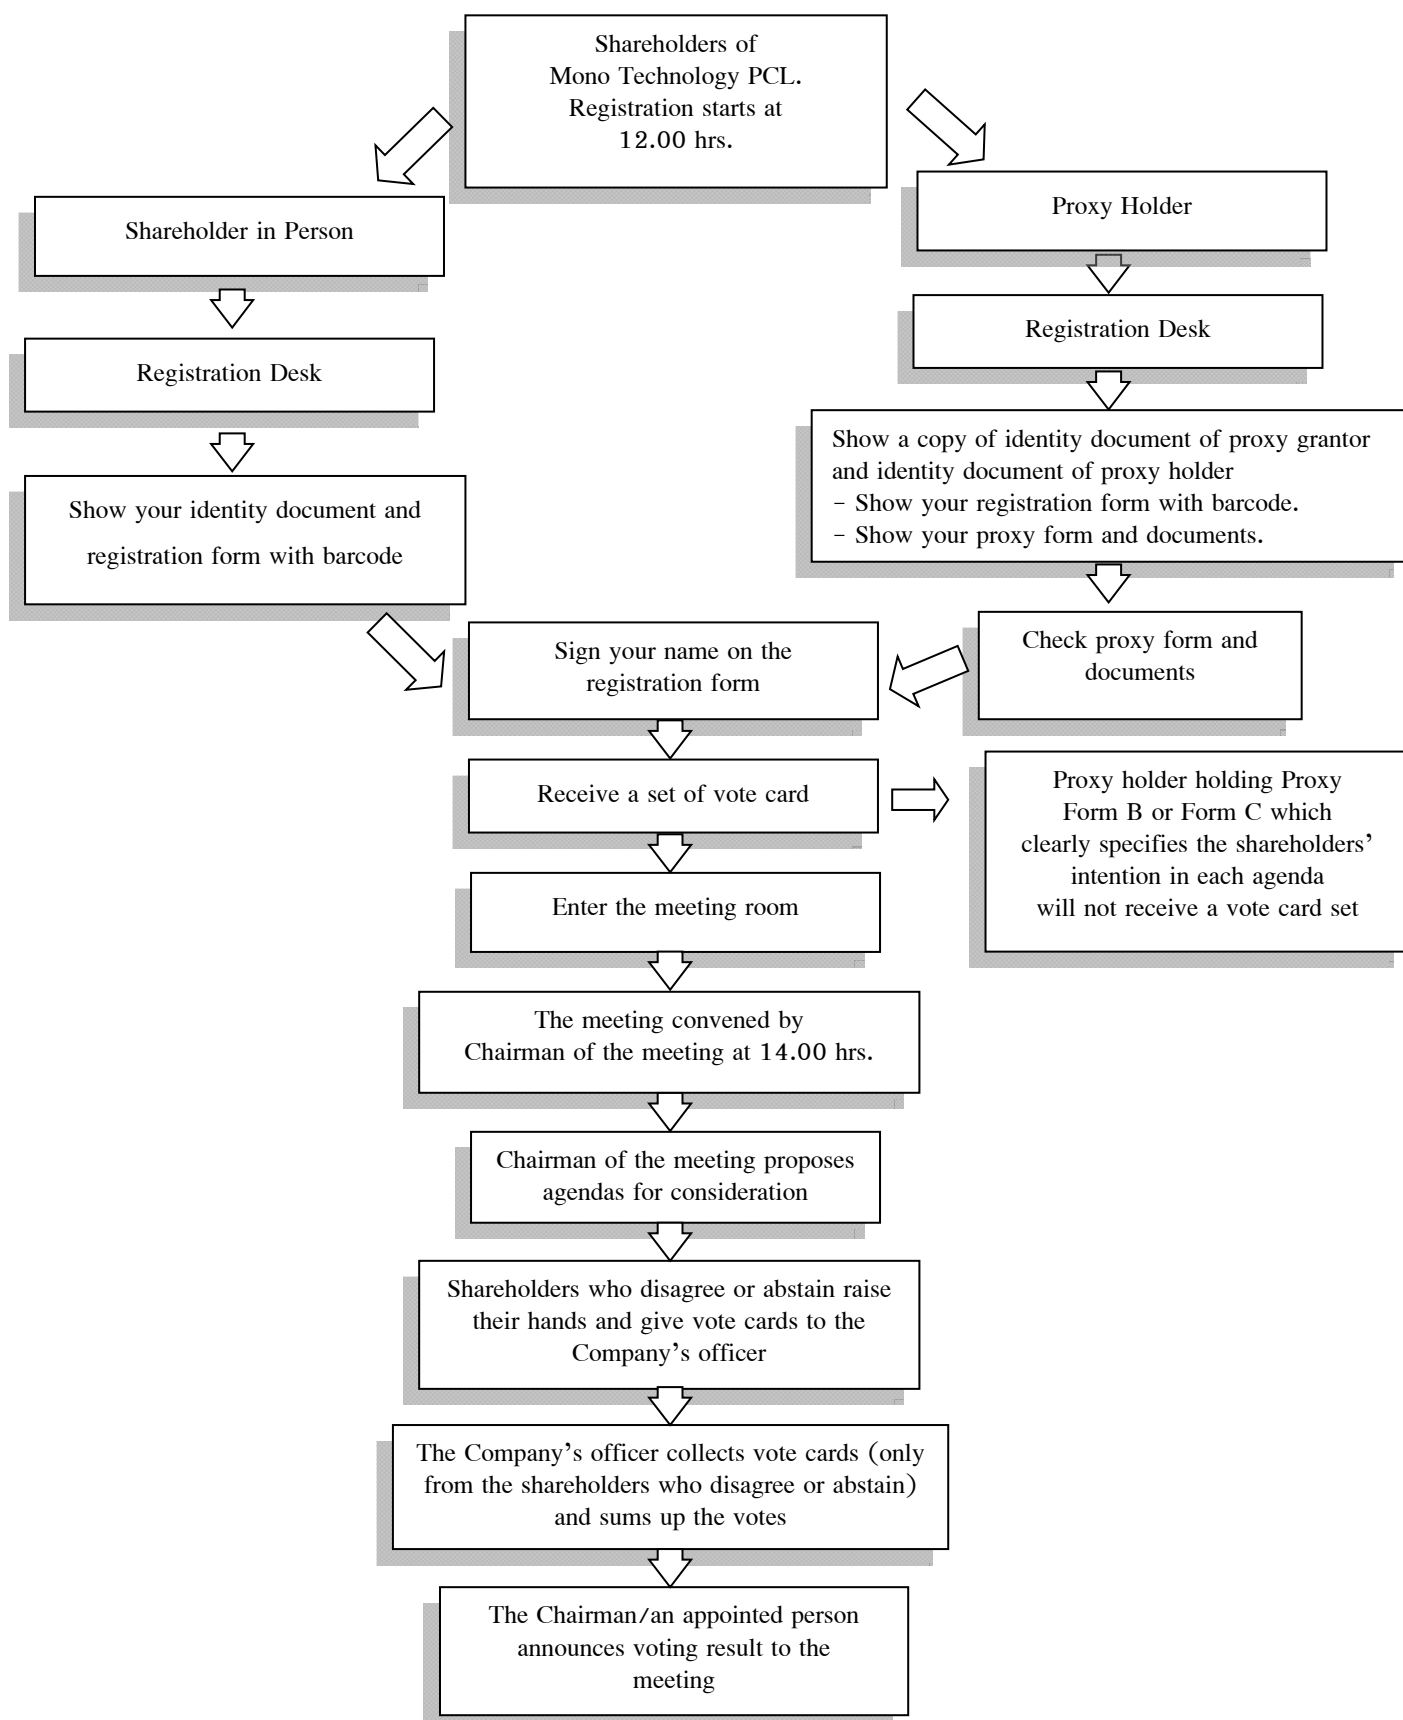 Shareholders of
Mono Technology PCL.
Registration starts at
12.00 hrs.
Shareholder in Person
Registration Desk
Show your identity document and
registration form with barcode
Proxy Holder
Registration Desk
Show a copy of identity document of proxy grantor
and identity document of proxy holder
- Show your registration form with barcode.
- Show your proxy form and documents.
Check proxy form and
documents
Sign your name on the
registration form
Receive a set of vote card
Proxy holder holding Proxy
Form B or Form C which
clearly specifies the shareholders’
intention in each agenda
will not receive a vote card set
Enter the meeting room
The meeting convened by
Chairman of the meeting at 14.00 hrs.
Chairman of the meeting proposes
agendas for consideration
Shareholders who disagree or abstain raise
their hands and give vote cards to the
Company’s officer
The Company’s officer collects vote cards (only
from the shareholders who disagree or abstain)
and sums up the votes
The Chairman/an appointed person
announces voting result to the
meeting